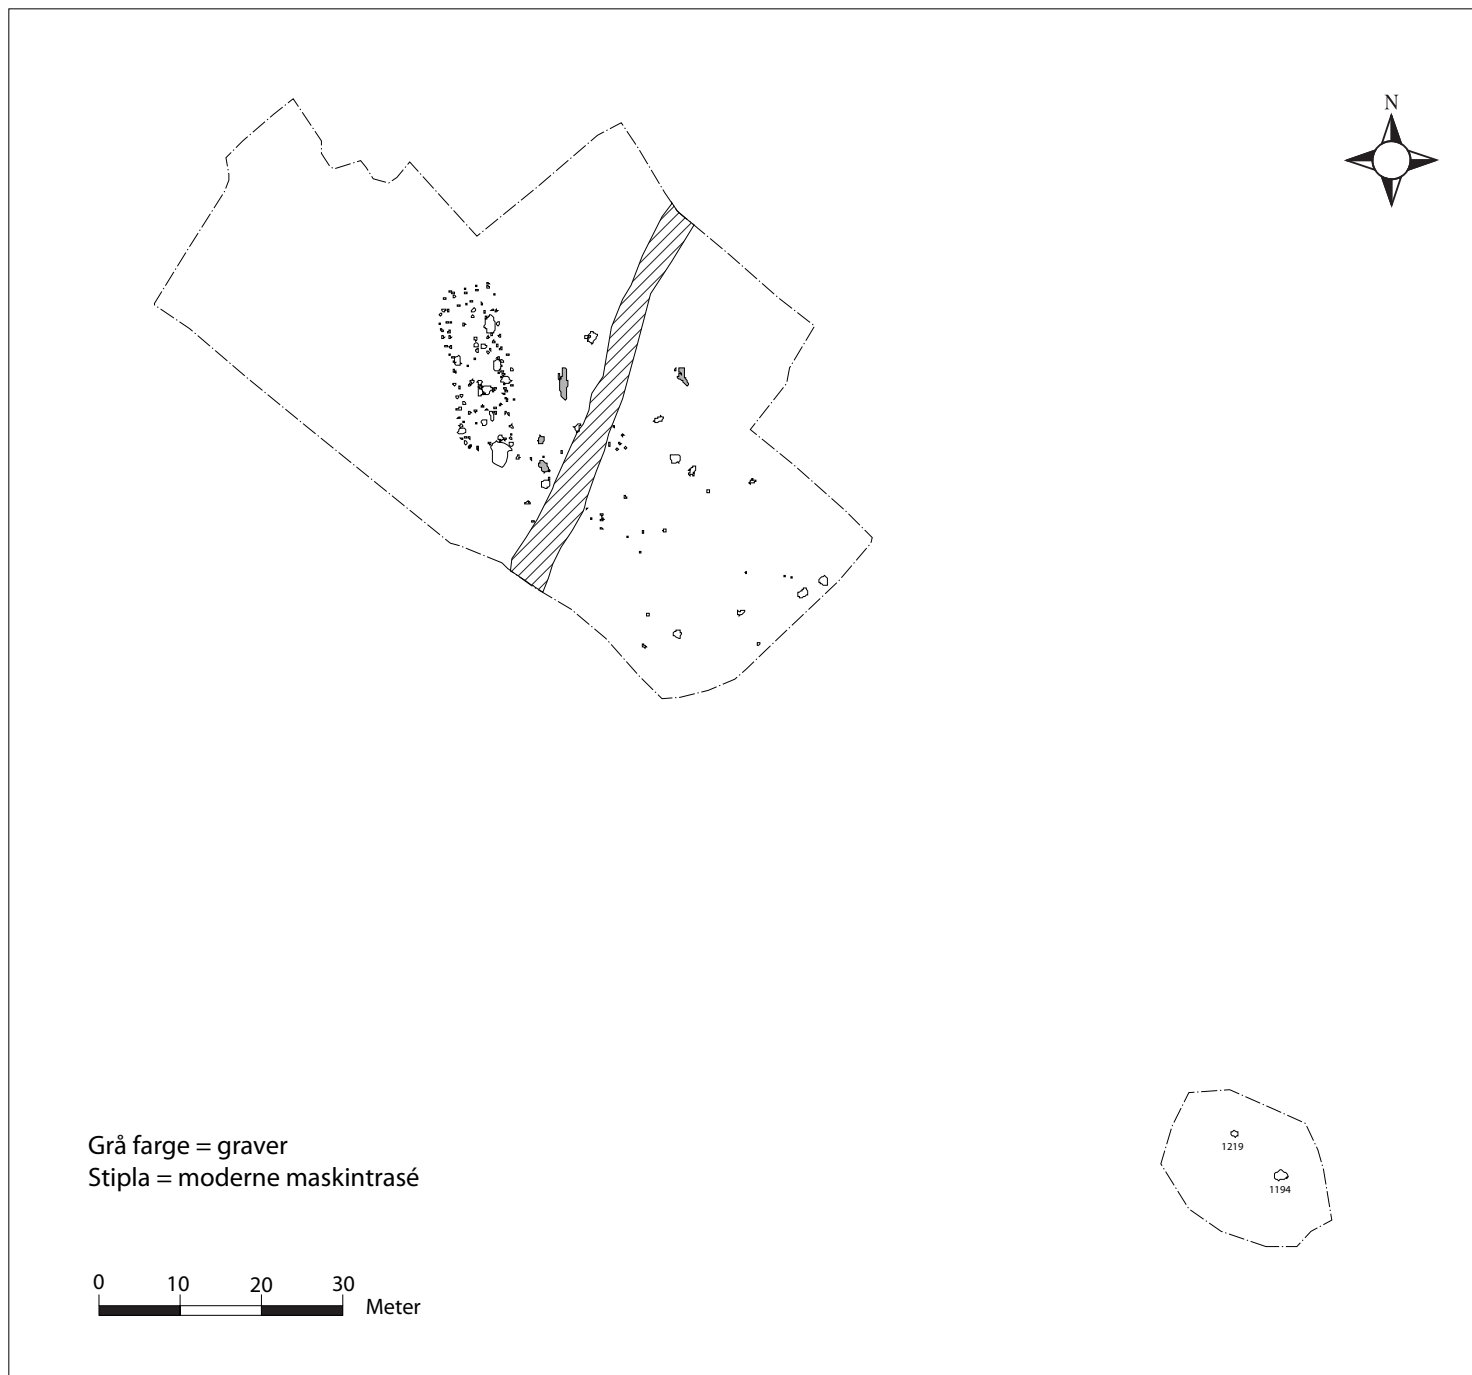 N
1219
1194
Grå farge = graver
Stipla = moderne maskintrasé
0 10 20 30
Meter